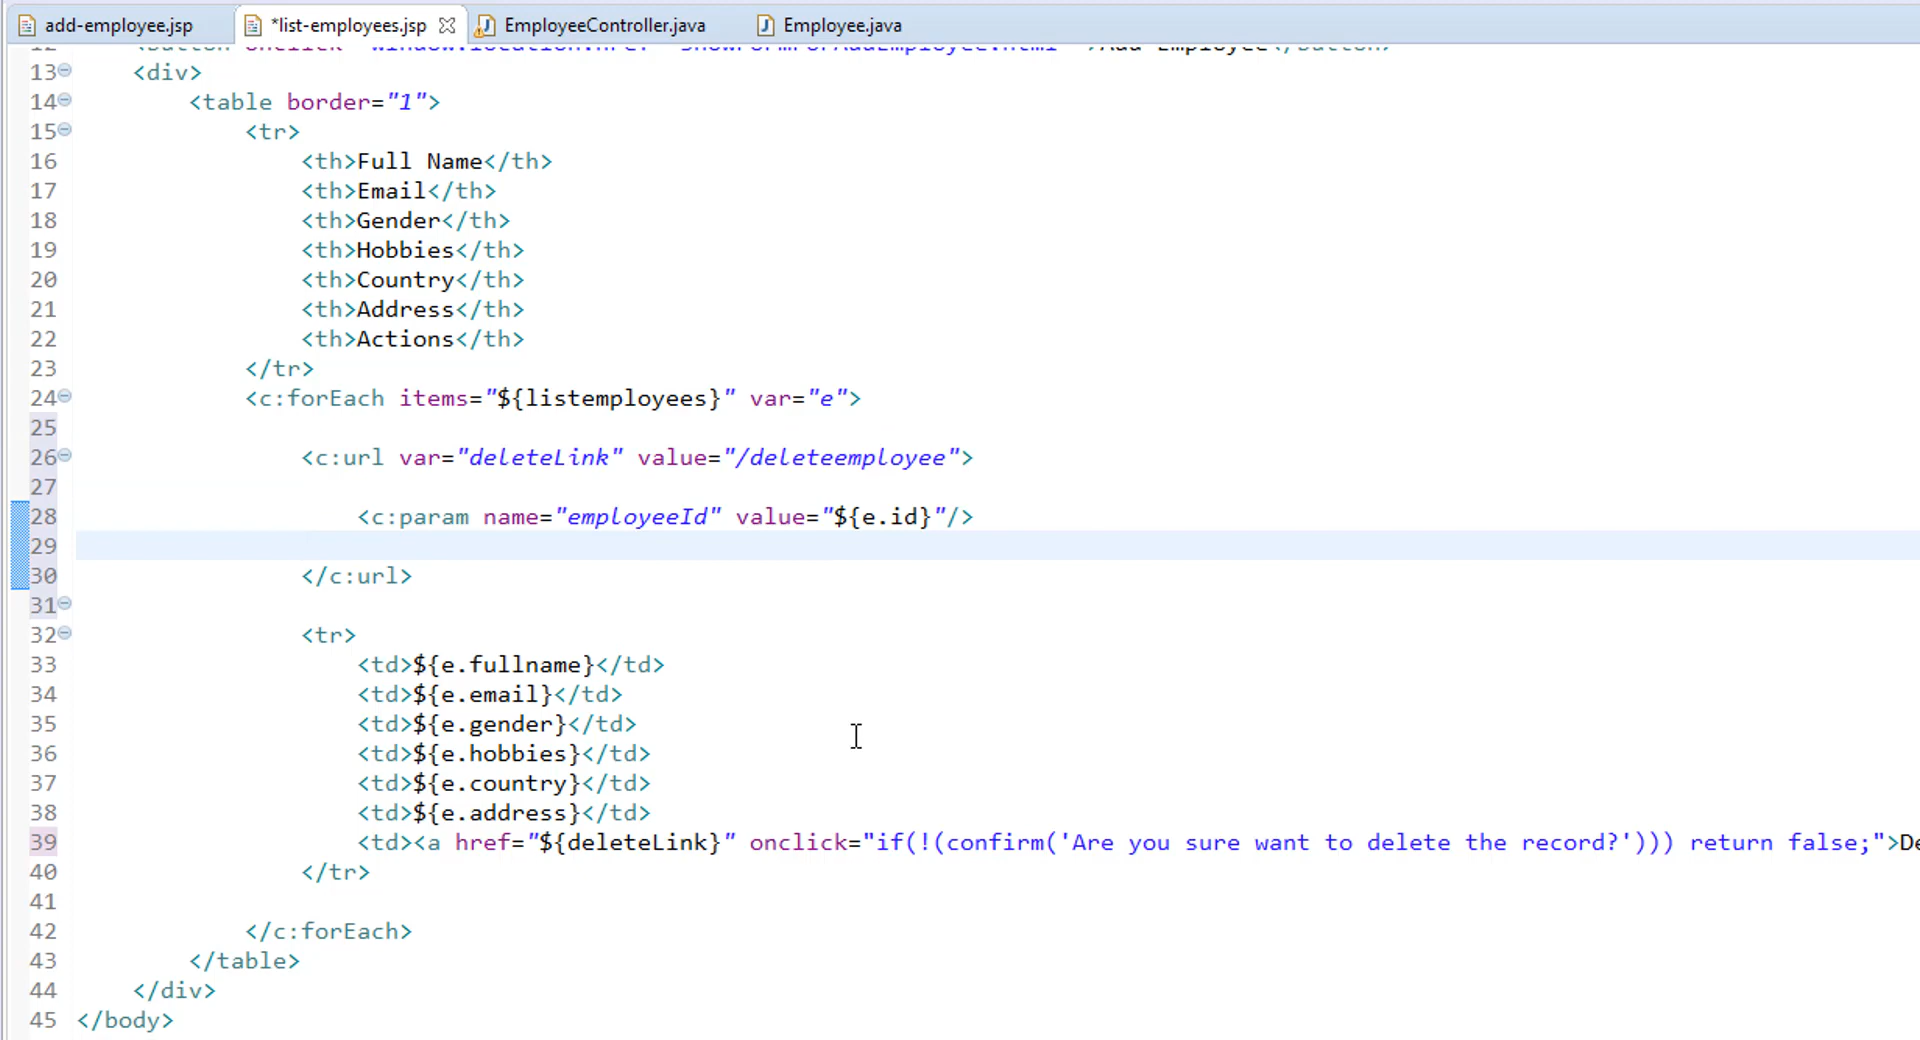 add-employee.jsp *list-employees.jsp EmployeeController.java Employee.java
13 <div>
14 <table border="1">
15 <tr>
16 <th>Full Name</th>
17 <th>Email</th>
18 <th>Gender</th>
19 <th>Hobbies</th>
20 <th>Country</th>
21 <th>Address</th>
22 <th>Actions</th>
23 </tr>
24 <c:forEach items="${listemployees}" var="e">
25
26 <c:url var="deleteLink" value="/deleteemployee">
27
28 <c:param name="employeeId" value="${e.id}"/>
29
30 </c:url>
31
32 <tr>
33 <td>${e.fullname}</td>
34 <td>${e.email}</td>
35 <td>${e.gender}</td>
36 <td>${e.hobbies}</td>
37 <td>${e.country}</td>
38 <td>${e.address}</td>
39 <td><a href="${deleteLink}" onclick="if(!(confirm('Are you sure want to delete the record?'))) return false;">De
40 </tr>
41
42 </c:forEach>
43 </table>
44 </div>
45 </body>